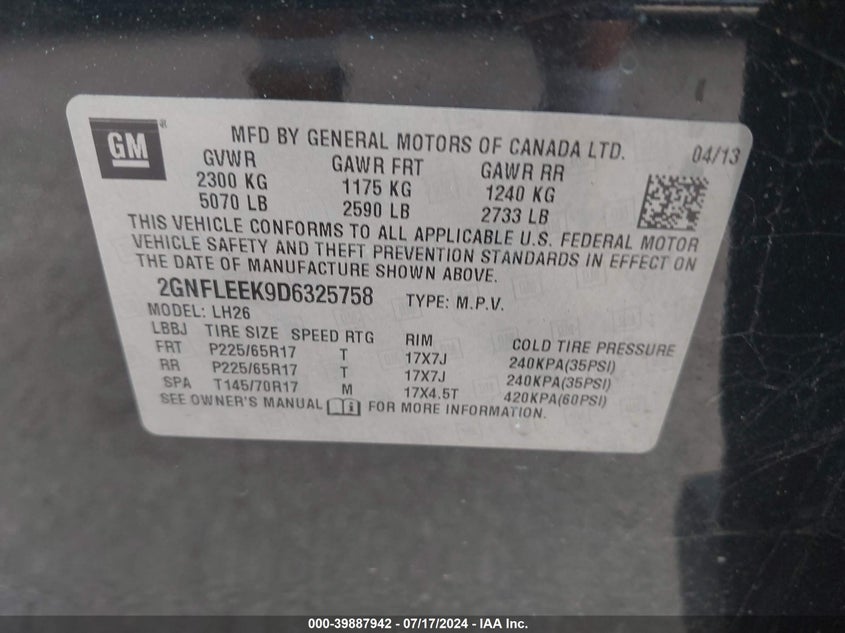 GM
MFD BY GENERAL MOTORS OF CANADA LTD. 04/13
GVWR GAWR FRT GAWR RR
2300 KG 1175 KG 1240 KG
5070 LB 2590 LB 2733 LB
THIS VEHICLE CONFORMS TO ALL APPLICABLE U.S. FEDERAL MOTOR
VEHICLE SAFETY AND THEFT PREVENTION STANDARDS IN EFFECT ON
THE DATE OF MANUFACTURE SHOWN ABOVE.
2GNFLEEK9D6325758 TYPE: M.P.V.
MODEL: LH26
LBBJ TIRE SIZE SPEED RTG RIM COLD TIRE PRESSURE
FRT P225/65R17 T 17X7J 240KPA(35PSI)
RR P225/65R17 T 17X7J 240KPA(35PSI)
SPA T145/70R17 M 17X4.5T 420KPA(60PSI)
SEE OWNER'S MANUAL FOR MORE INFORMATION.
000-39887942 - 07/17/2024 - IAA Inc.